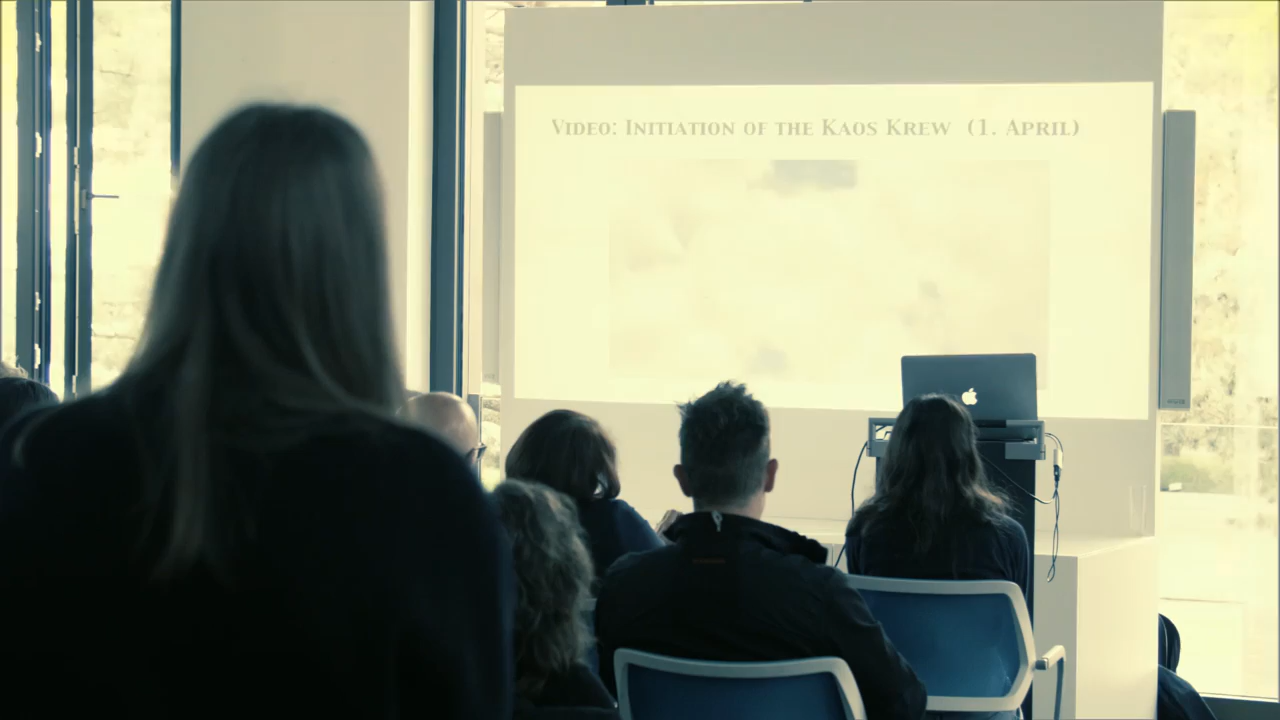 Video: Initiation of the Kaos Krew (1. April)